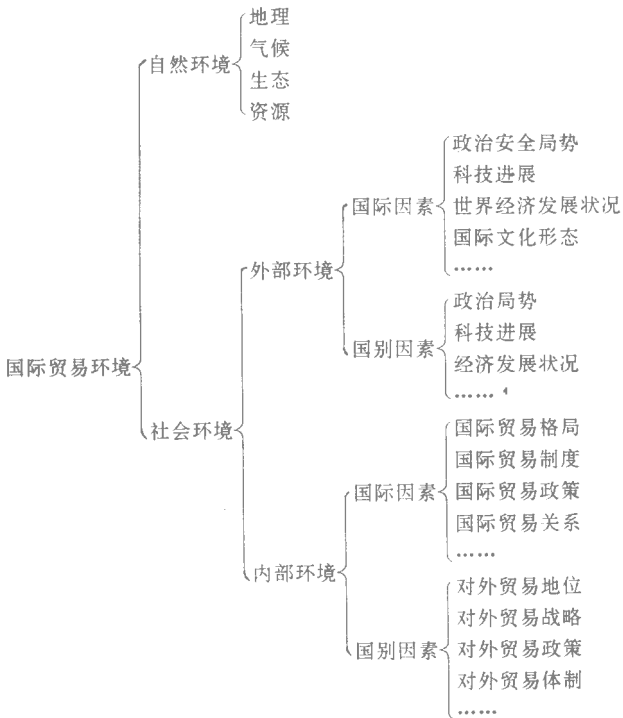 地理
自然环境
气候
生态
资源
政治安全局势
科技进展
国际因素
世界经济发展状况
国际文化形态
……
外部环境
政治局势
科技进展
国别因素
经济发展状况
……
国际贸易环境
社会环境
国际贸易格局
国际贸易制度
国际因素
国际贸易政策
国际贸易关系
……
内部环境
对外贸易地位
对外贸易战略
国别因素
对外贸易政策
对外贸易体制
……